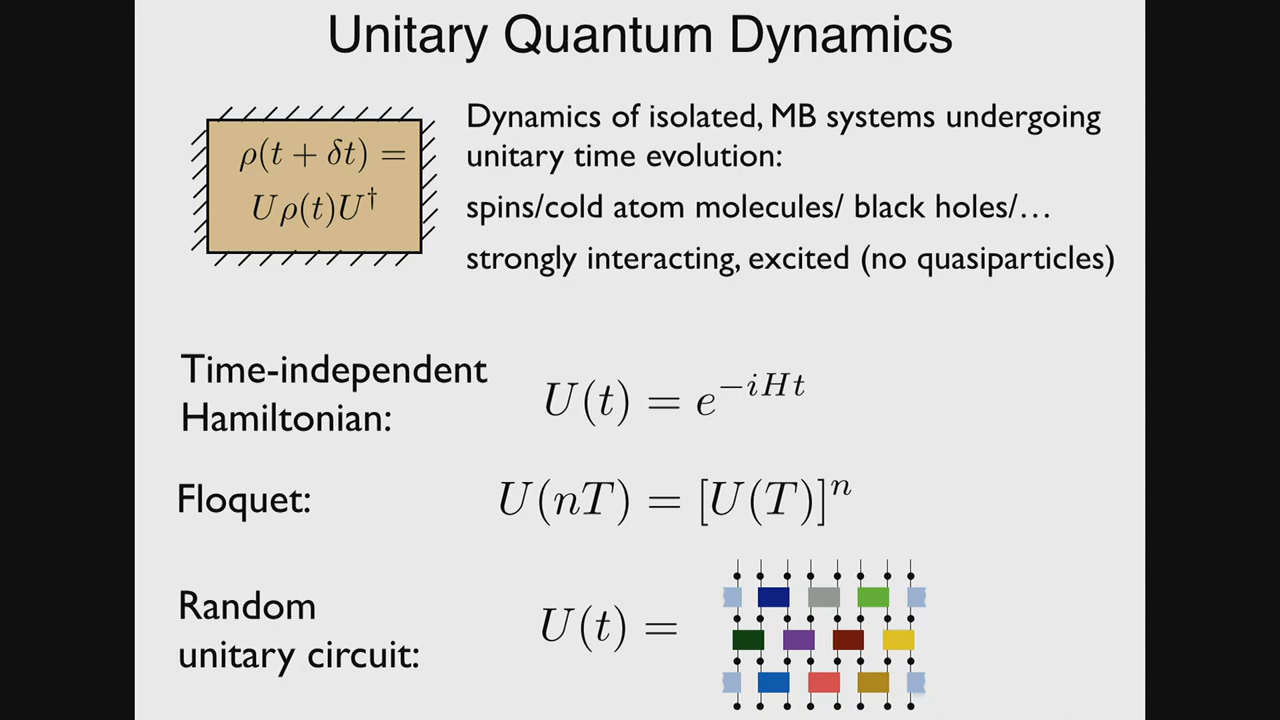 Unitary Quantum Dynamics
ρ(t + δt) =
Uρ(t)U†
Dynamics of isolated, MB systems undergoing
unitary time evolution:
spins/cold atom molecules/ black holes/…
strongly interacting, excited (no quasiparticles)
Time-independent
Hamiltonian:
U(t) = e^{-iHt}
Floquet:
U(nT) = [U(T)]^n
Random
unitary circuit:
U(t) =